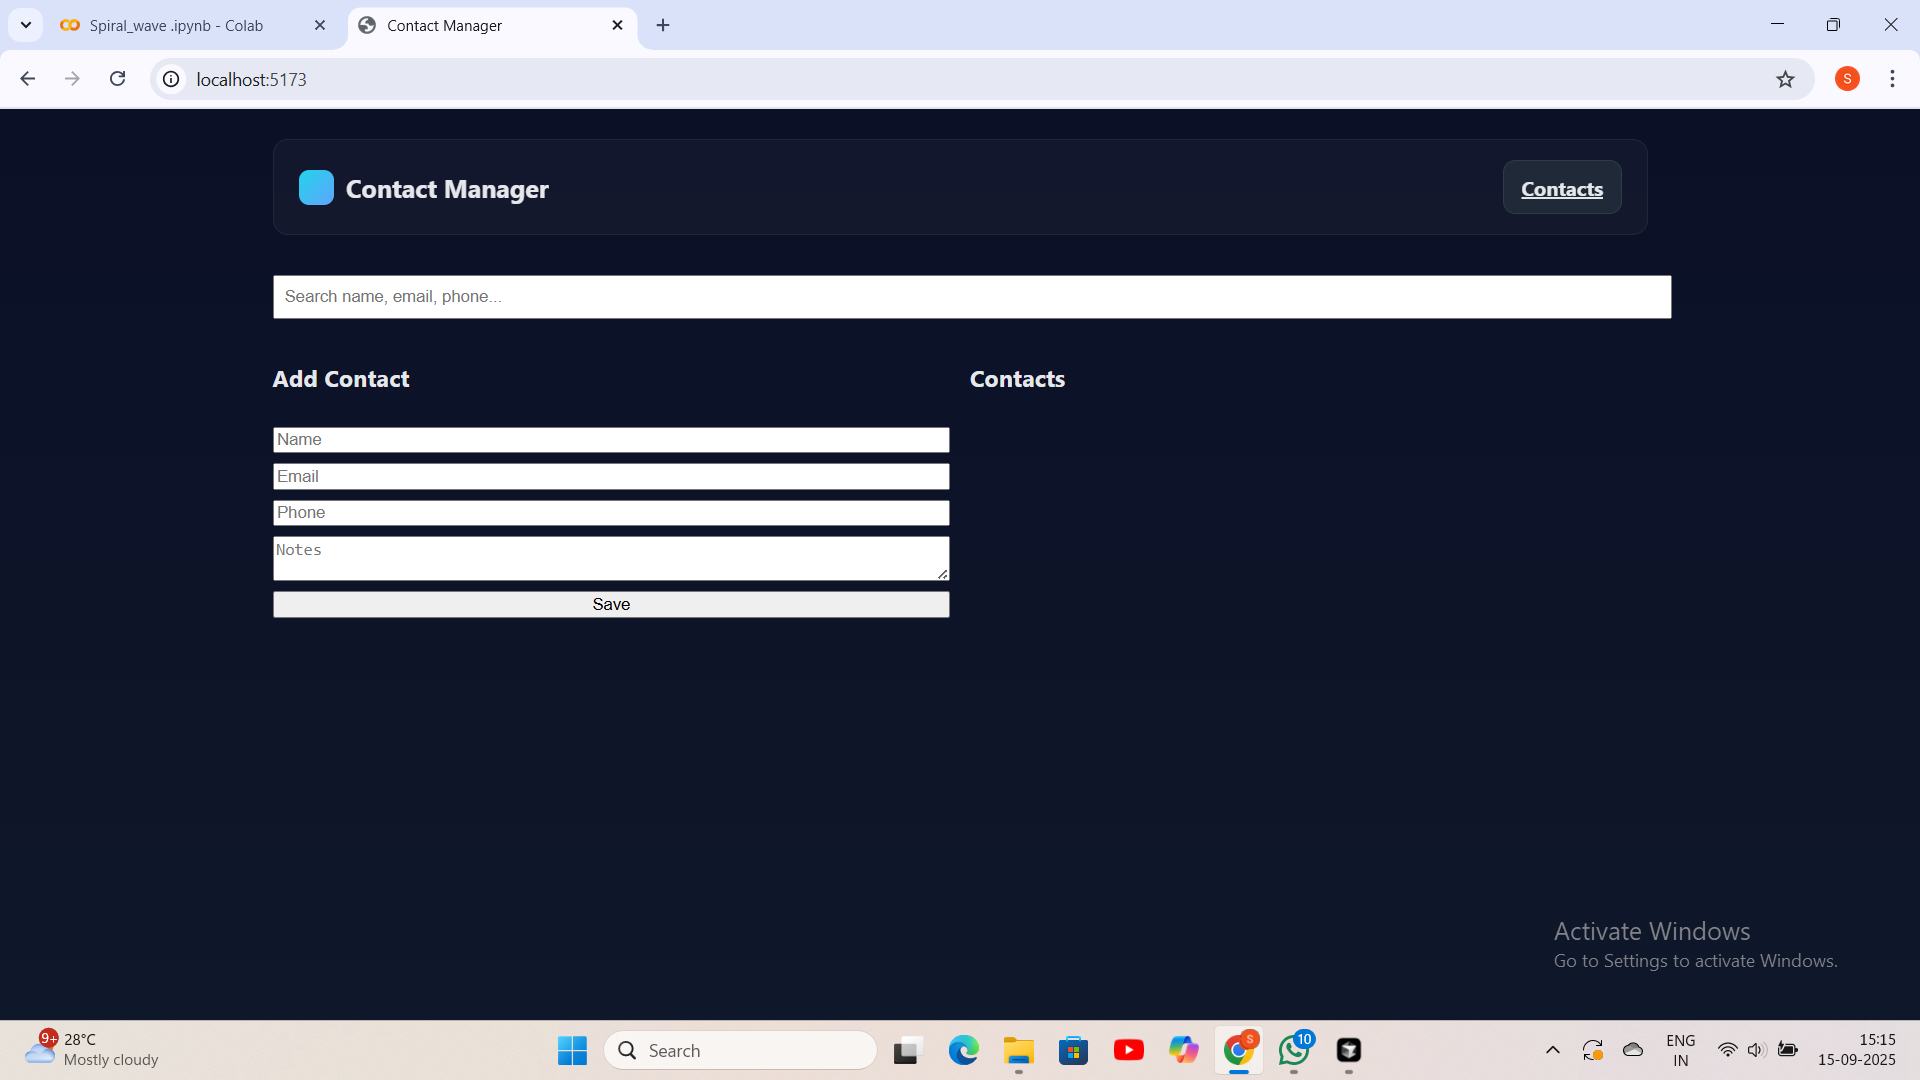 Spiral_wave .ipynb - Colab
Contact Manager
localhost:5173
S
Contact Manager
Contacts
Search name, email, phone...
Add Contact
Contacts
Name
Email
Phone
Notes
Save
Activate Windows
Go to Settings to activate Windows.
9+
28°C
Mostly cloudy
Search
S
10
ENG
IN
15:15
15-09-2025